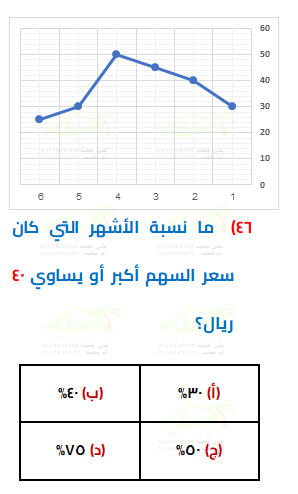 60
50
40
30
20
10
0
6 5 4 3 2 1
٤٦) ما نسبة الأشهر التي كان
سعر السهم أكبر أو يساوي ٤٠
ريال؟
(أ) ٣٠% (ب) ٤٠%
(ج) ٥٠% (د) ٧٥%